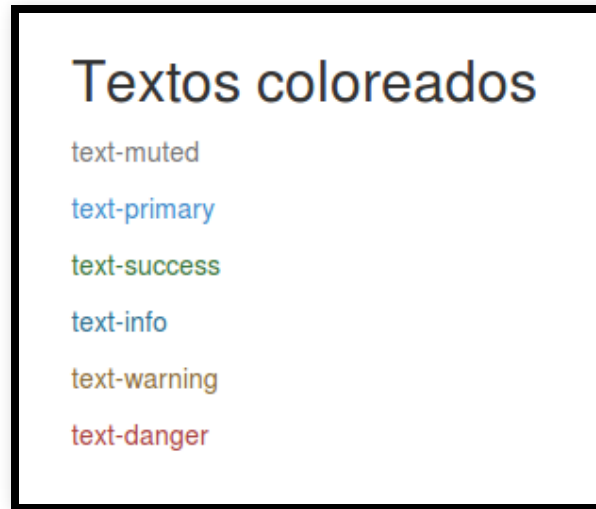 Textos coloreados
text-muted
text-primary
text-success
text-info
text-warning
text-danger